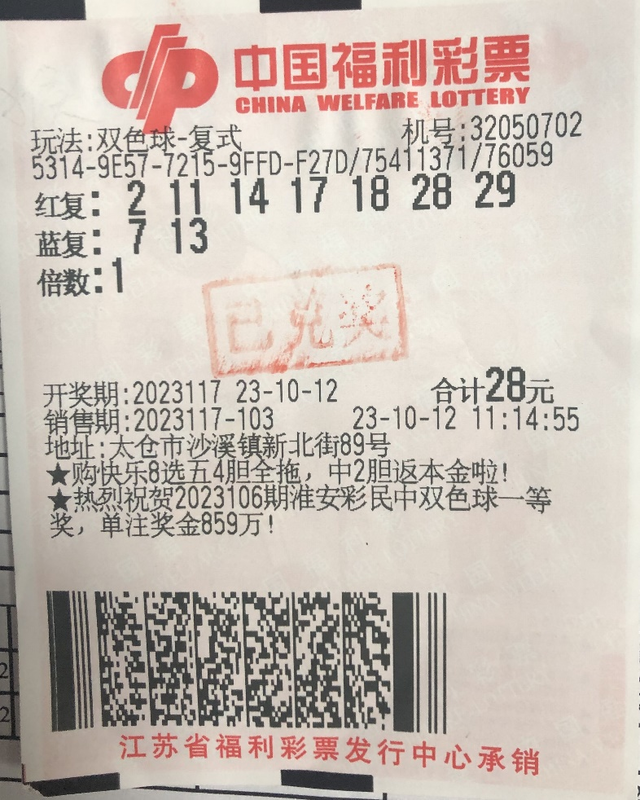 中国福利彩票
CHINA WELFARE LOTTERY
玩法:双色球-复式 机号:32050702
5314-9E57-7215-9FFD-F27D/75411371/76059
红复: 2 11 14 17 18 28 29
蓝复: 7 13
倍数:1
已兑奖
开奖期:2023117 23-10-12 合计28元
销售期:2023117-103 23-10-12 11:14:55
地址:太仓市沙溪镇新北街89号
★购快乐8选五4胆全拖，中2胆返本金啦!
★热烈祝贺2023106期淮安彩民中双色球一等
奖，单注奖金859万!
江苏省福利彩票发行中心承销